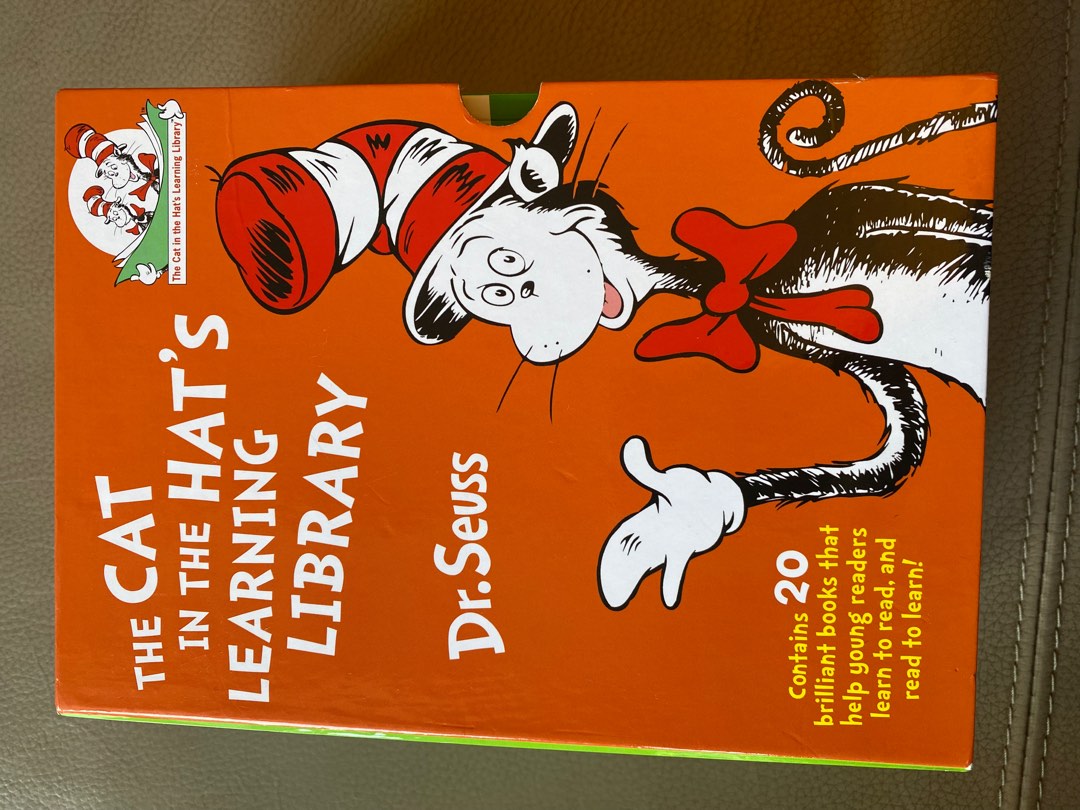 THE CAT
IN THE HAT'S
LEARNING
LIBRARY
Dr. Seuss
Contains 20
brilliant books that
help young readers
learn to read, and
read to learn!
The Cat in the Hat's Learning Library™